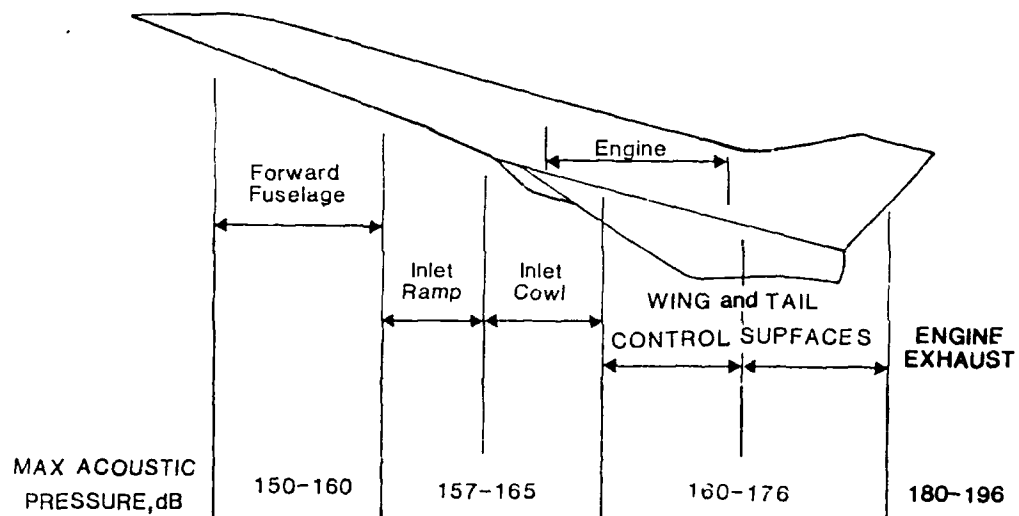 Engine
Forward
Fuselage
Inlet
Ramp
Inlet
Cowl
WING and TAIL
CONTROL SUPFACES
ENGINE
EXHAUST
MAX ACOUSTIC
PRESSURE,dB
150-160
157-165
160-176
180-196